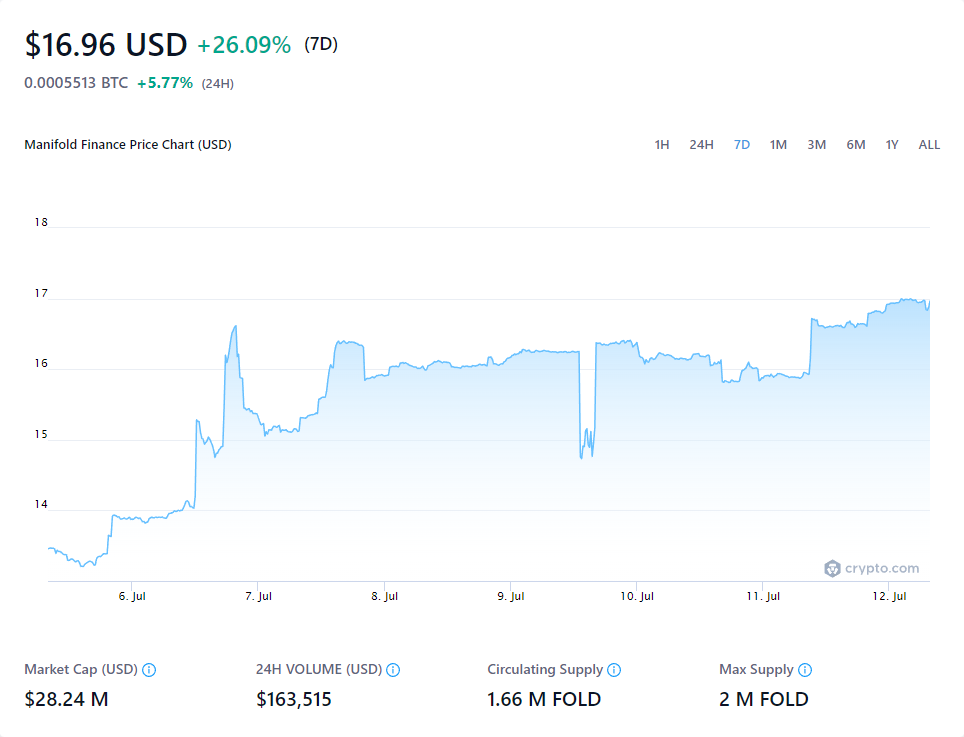 $16.96 USD +26.09% (7D)
0.0005513 BTC +5.77% (24H)
Manifold Finance Price Chart (USD) 1H 24H 7D 1M 3M 6M 1Y ALL
18
17
16
15
14
crypto.com
6. Jul 7. Jul 8. Jul 9. Jul 10. Jul 11. Jul 12. Jul
Market Cap (USD) 24H VOLUME (USD) Circulating Supply Max Supply
$28.24 M $163,515 1.66 M FOLD 2 M FOLD